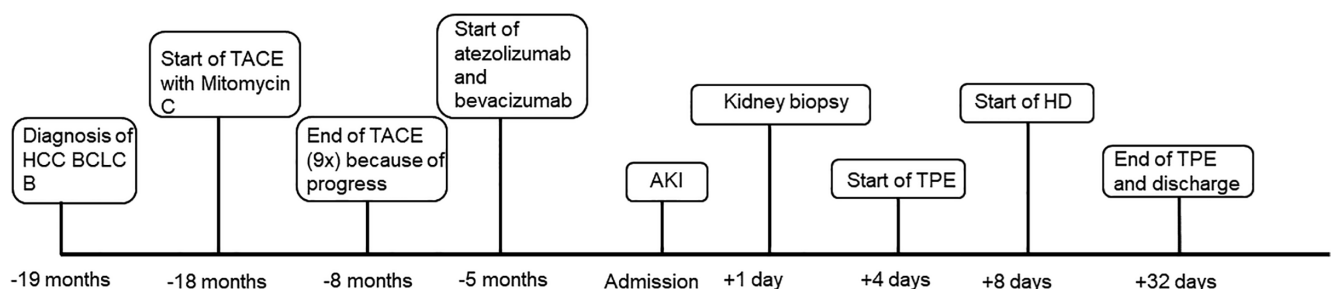 Diagnosis of
HCC BCLC
B
Start of TACE
with Mitomycin
C
End of TACE
(9x) because of
progress
Start of
atezolizumab
and
bevacizumab
AKI
Kidney biopsy
Start of TPE
Start of HD
End of TPE
and discharge
-19 months
-18 months
-8 months
-5 months
Admission
+1 day
+4 days
+8 days
+32 days